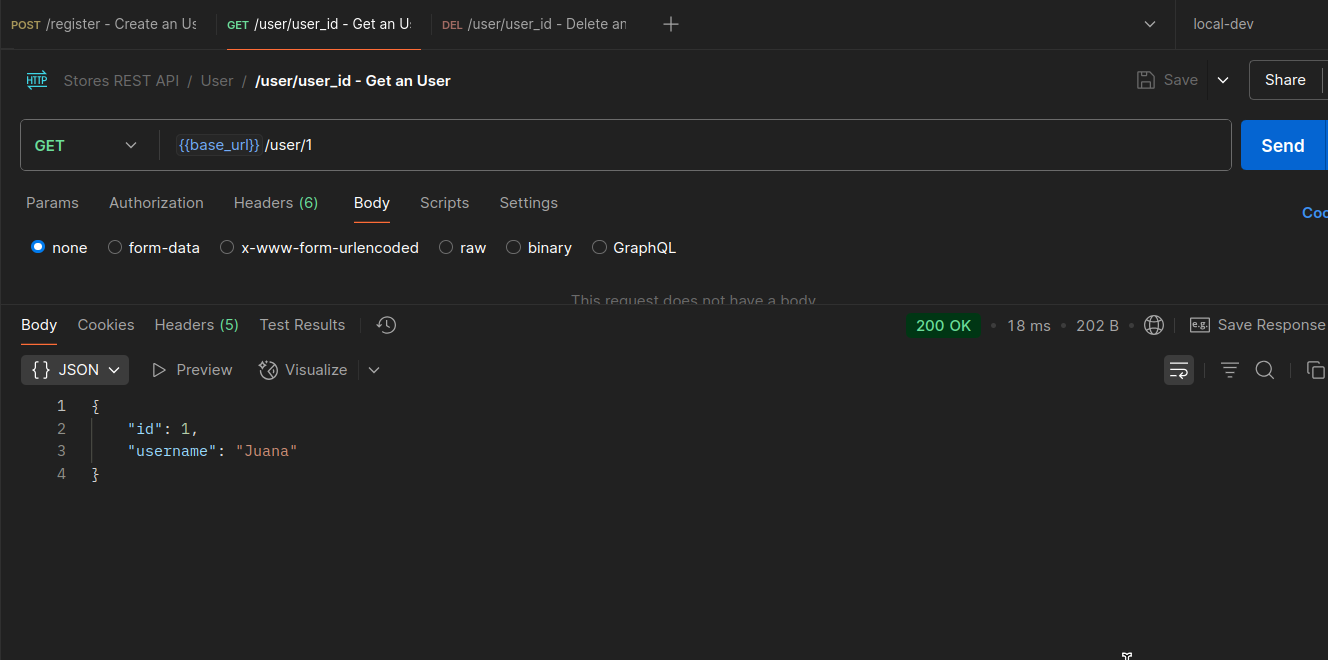 POST /register - Create an Us GET /user/user_id - Get an Us DEL /user/user_id - Delete an local-dev
HTTP Stores REST API / User / /user/user_id - Get an User Save Share
GET {{base_url}} /user/1 Send
Params Authorization Headers (6) Body Scripts Settings
Coo
none form-data x-www-form-urlencoded raw binary GraphQL
This request does not have a body
Body Cookies Headers (5) Test Results 200 OK • 18 ms • 202 B • e.g. Save Response
{} JSON Preview Visualize
1 {
2 "id": 1,
3 "username": "Juana"
4 }